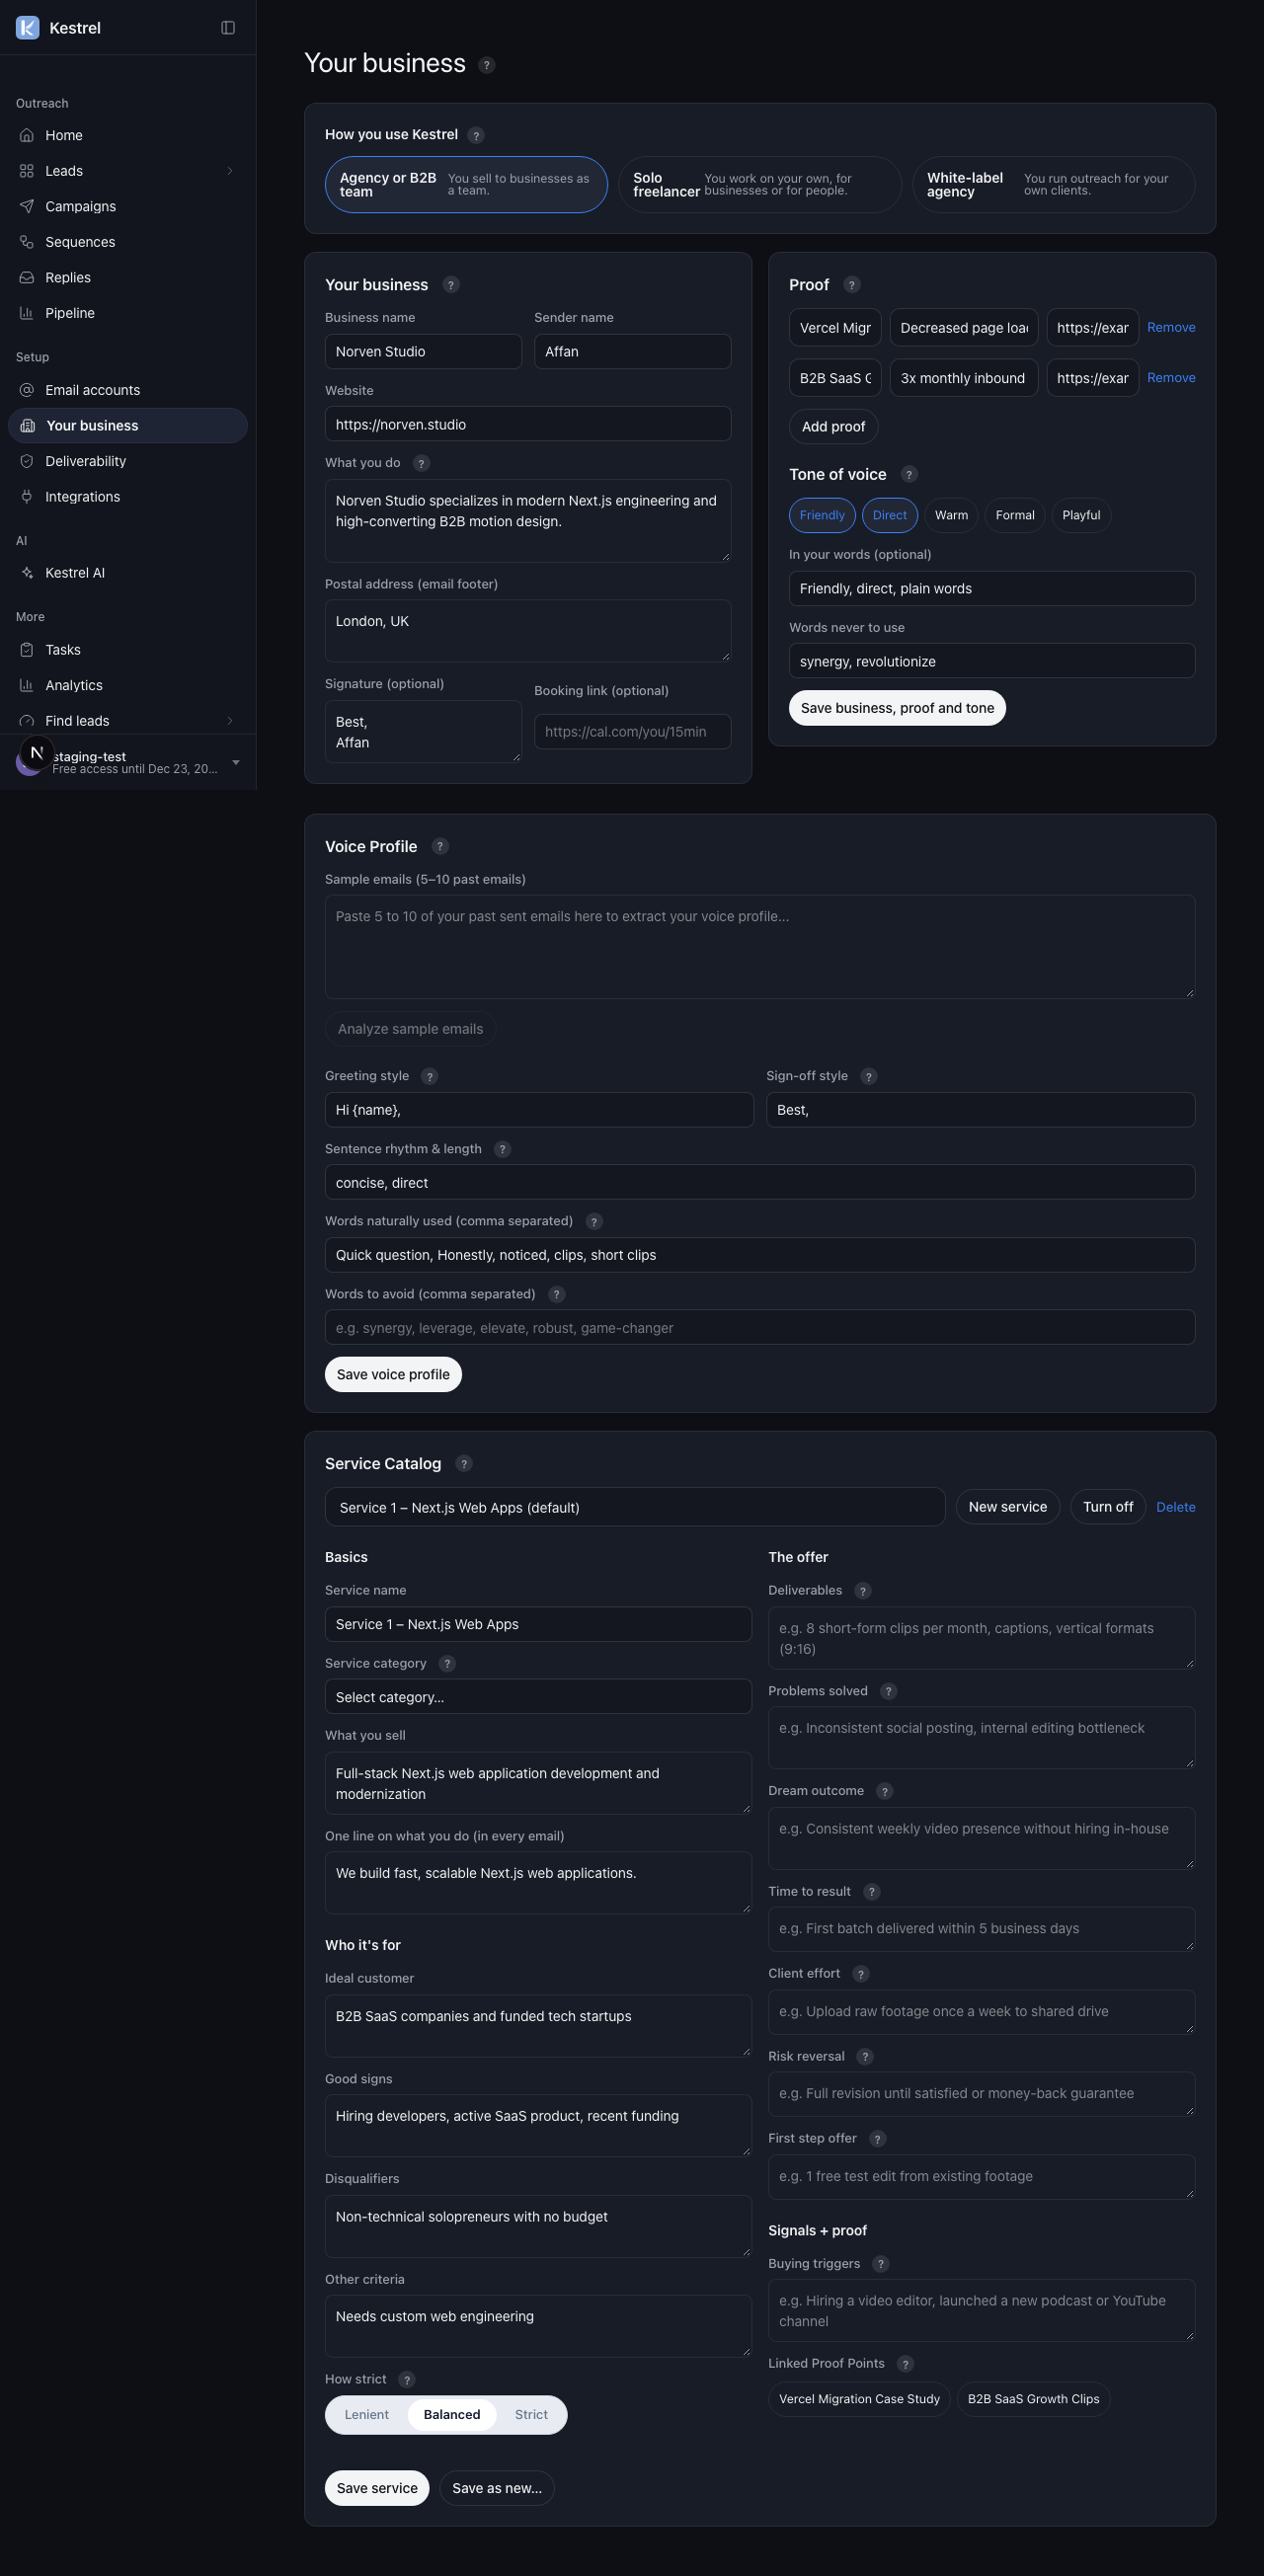 Kestrel
Outreach
Home
Leads
Campaigns
Sequences
Replies
Pipeline
Setup
Email accounts
Your business
Deliverability
Integrations
AI
Kestrel AI
More
Tasks
Analytics
Find leads
N
staging-test
Free access until Dec 23, 20...
Your business ?
How you use Kestrel ?
Agency or B2B team
You sell to businesses as a team.
Solo freelancer
You work on your own, for businesses or for people.
White-label agency
You run outreach for your own clients.
Your business ?
Business name
Norven Studio
Sender name
Affan
Website
https://norven.studio
What you do ?
Norven Studio specializes in modern Next.js engineering and
high-converting B2B motion design.
Postal address (email footer)
London, UK
Signature (optional)
Best,
Affan
Booking link (optional)
https://cal.com/you/15min
Proof ?
Vercel Migr
Decreased page load
https://exar
Remove
B2B SaaS G
3x monthly inbound
https://exar
Remove
Add proof
Tone of voice ?
Friendly
Direct
Warm
Formal
Playful
In your words (optional)
Friendly, direct, plain words
Words never to use
synergy, revolutionize
Save business, proof and tone
Voice Profile ?
Sample emails (5–10 past emails)
Paste 5 to 10 of your past sent emails here to extract your voice profile...
Analyze sample emails
Greeting style ?
Hi {name},
Sign-off style ?
Best,
Sentence rhythm & length ?
concise, direct
Words naturally used (comma separated) ?
Quick question, Honestly, noticed, clips, short clips
Words to avoid (comma separated) ?
e.g. synergy, leverage, elevate, robust, game-changer
Save voice profile
Service Catalog ?
Service 1 – Next.js Web Apps (default)
New service
Turn off
Delete
Basics
Service name
Service 1 – Next.js Web Apps
Service category ?
Select category...
What you sell
Full-stack Next.js web application development and
modernization
One line on what you do (in every email)
We build fast, scalable Next.js web applications.
Who it's for
Ideal customer
B2B SaaS companies and funded tech startups
Good signs
Hiring developers, active SaaS product, recent funding
Disqualifiers
Non-technical solopreneurs with no budget
Other criteria
Needs custom web engineering
How strict ?
Lenient
Balanced
Strict
The offer
Deliverables ?
e.g. 8 short-form clips per month, captions, vertical formats
(9:16)
Problems solved ?
e.g. Inconsistent social posting, internal editing bottleneck
Dream outcome ?
e.g. Consistent weekly video presence without hiring in-house
Time to result ?
e.g. First batch delivered within 5 business days
Client effort ?
e.g. Upload raw footage once a week to shared drive
Risk reversal ?
e.g. Full revision until satisfied or money-back guarantee
First step offer ?
e.g. 1 free test edit from existing footage
Signals + proof
Buying triggers ?
e.g. Hiring a video editor, launched a new podcast or YouTube
channel
Linked Proof Points ?
Vercel Migration Case Study
B2B SaaS Growth Clips
Save service
Save as new...